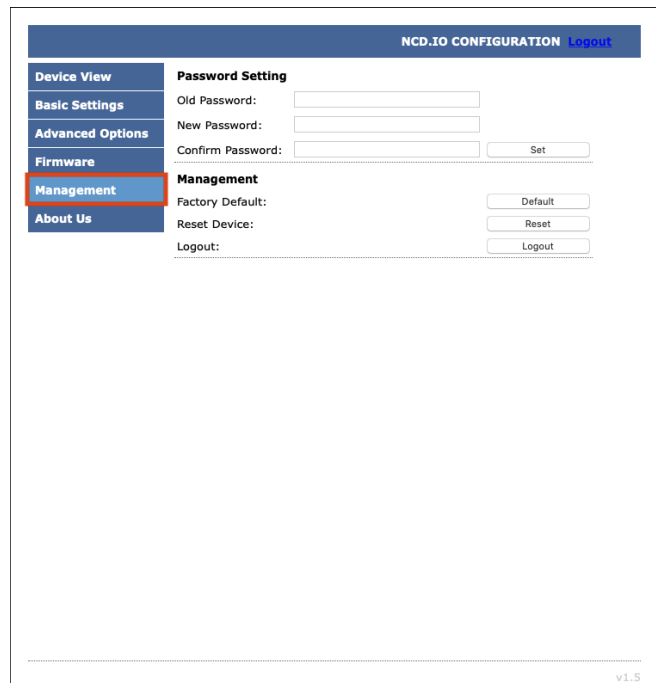 NCD.IO CONFIGURATION Logout
Device View
Basic Settings
Advanced Options
Firmware
Management
About Us
Password Setting
Old Password:
New Password:
Confirm Password: Set
Management
Factory Default: Default
Reset Device: Reset
Logout: Logout
v1.5